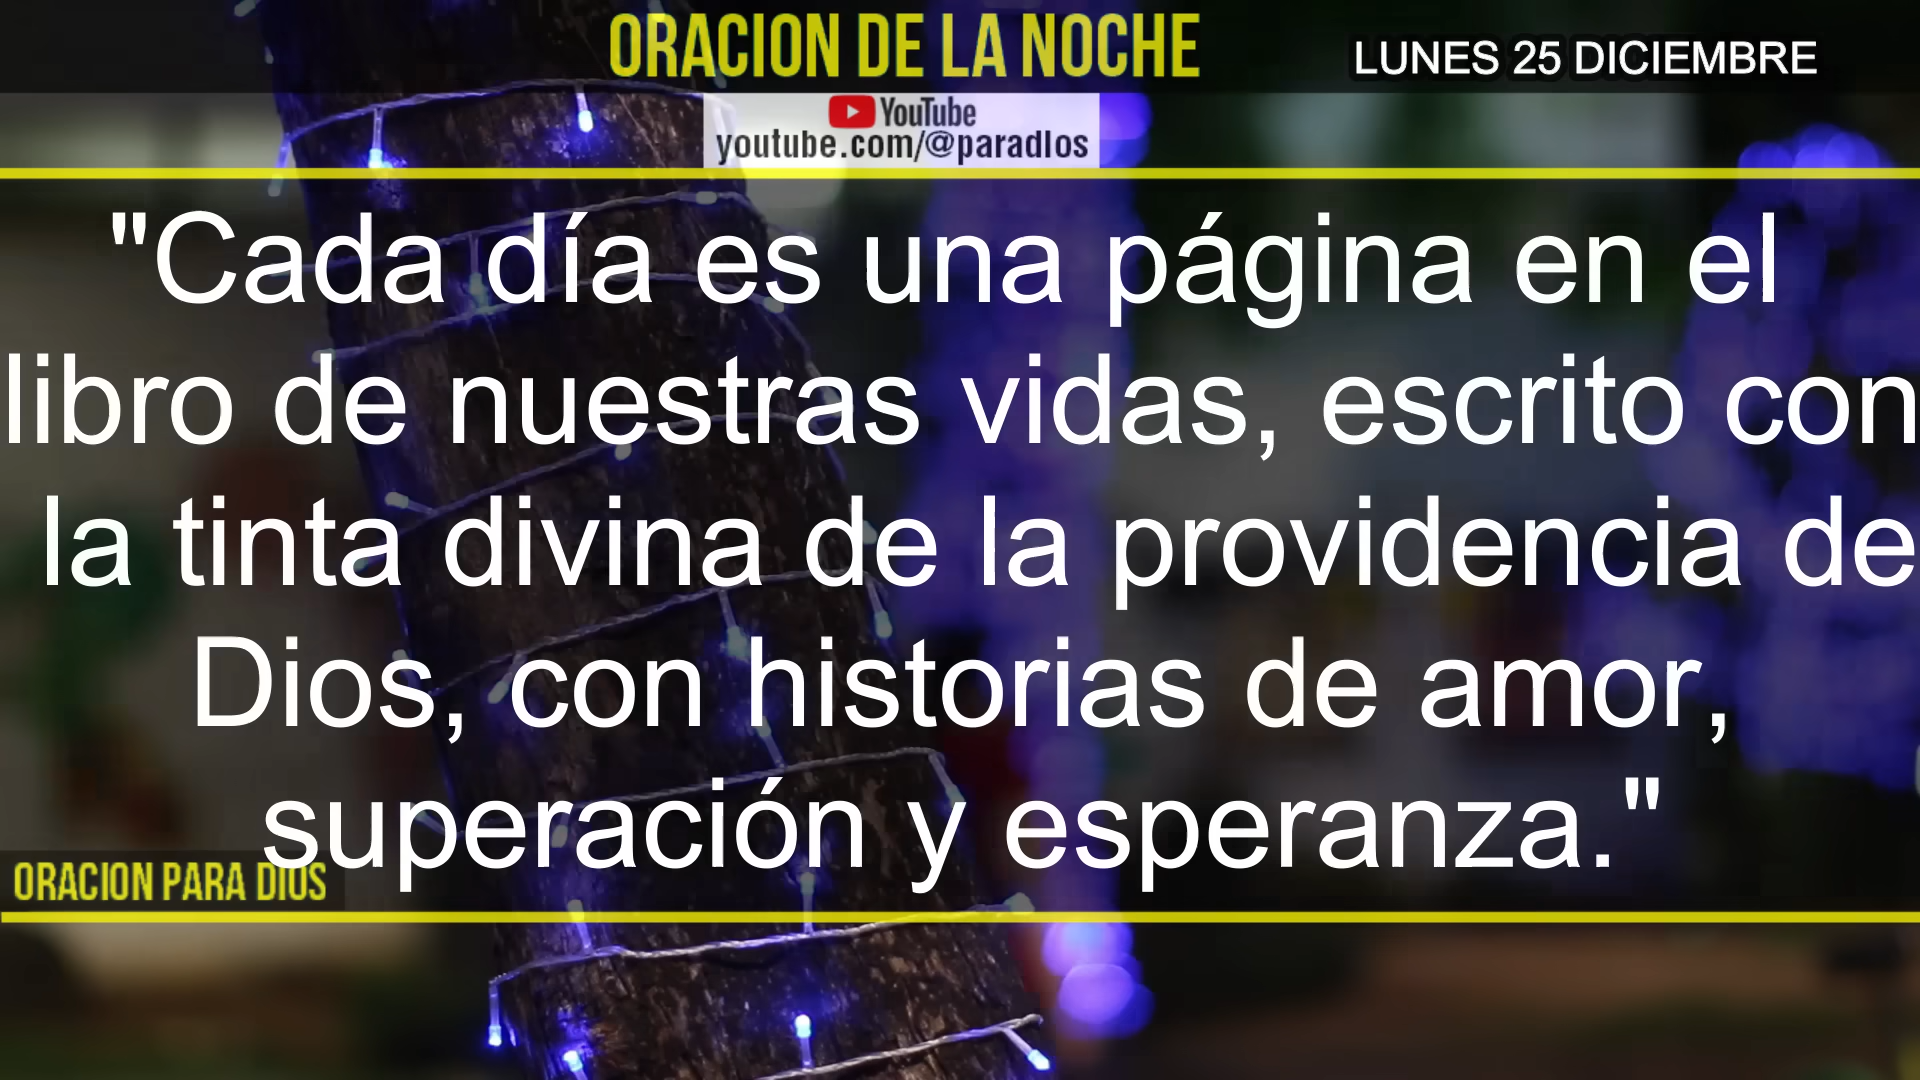 ORACION DE LA NOCHE
LUNES 25 DICIEMBRE
YouTube
youtube.com/@paradIos
"Cada día es una página en el
libro de nuestras vidas, escrito con
la tinta divina de la providencia de
Dios, con historias de amor,
superación y esperanza."
ORACION PARA DIOS